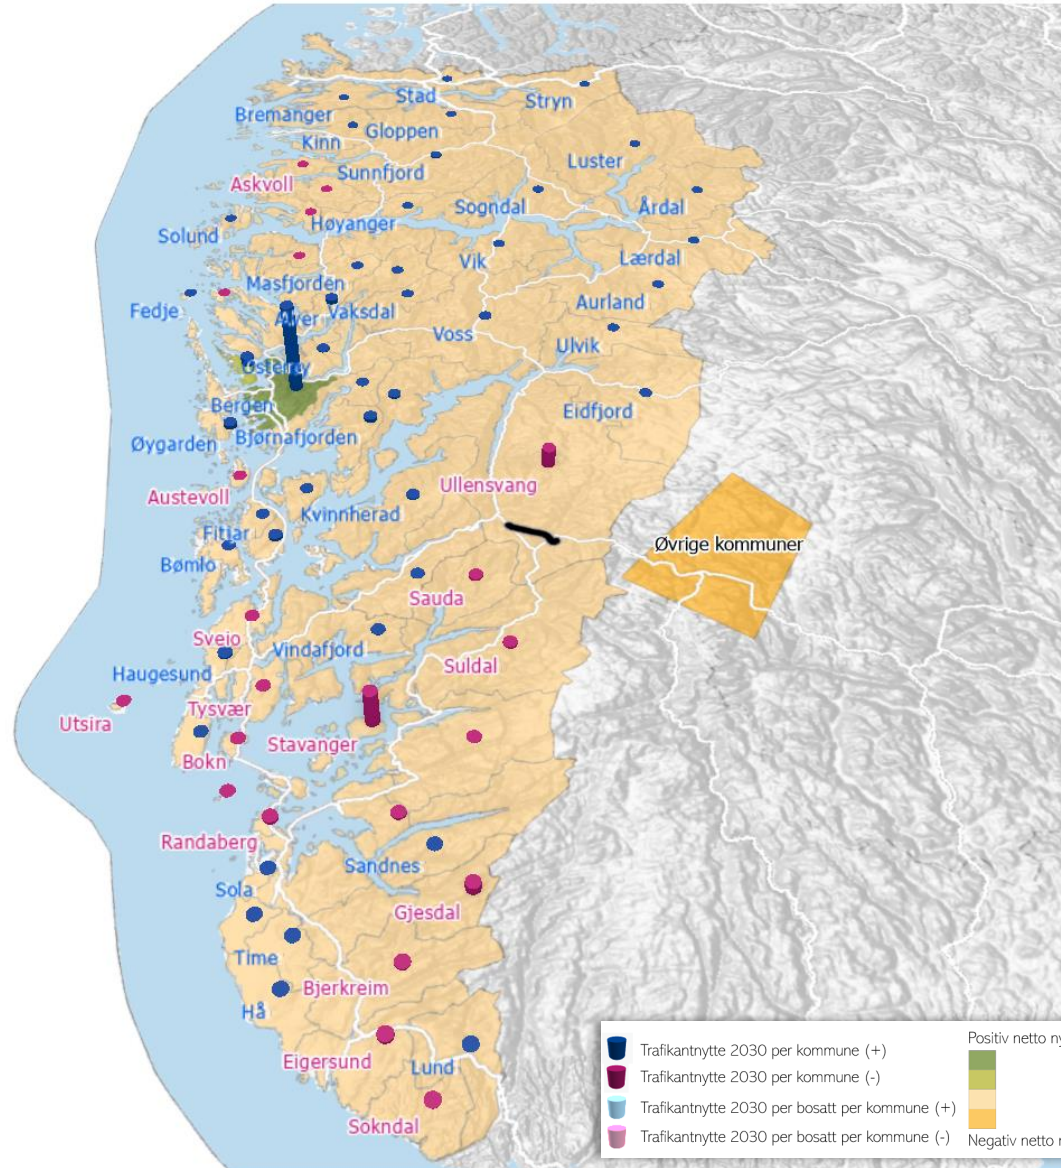 Stad
Stryn
Bremanger
Gloppen
Kinn
Luster
Sunnfjord
Askvoll
Sogndal
Årdal
Høyanger
Solund
Lærdal
Vik
Masfjorden
Aurland
Fedje
Alver
Vaksdal
Voss
Ulvik
Osterøy
Bergen
Eidfjord
Bjørnafjorden
Øygarden
Ullensvang
Austevoll
Kvinnherad
Fitjar
Øvrige kommuner
Bømlo
Sauda
Sveio
Vindafjord
Suldal
Haugesund
Tysvær
Utsira
Stavanger
Bokn
Randaberg
Sandnes
Sola
Gjesdal
Time
Bjerkreim
Hå
Eigersund
Lund
Sokndal
Trafikantnytte 2030 per kommune (+)
Trafikantnytte 2030 per kommune (-)
Trafikantnytte 2030 per bosatt per kommune (+)
Trafikantnytte 2030 per bosatt per kommune (-)
Positiv netto ny
Negativ netto n